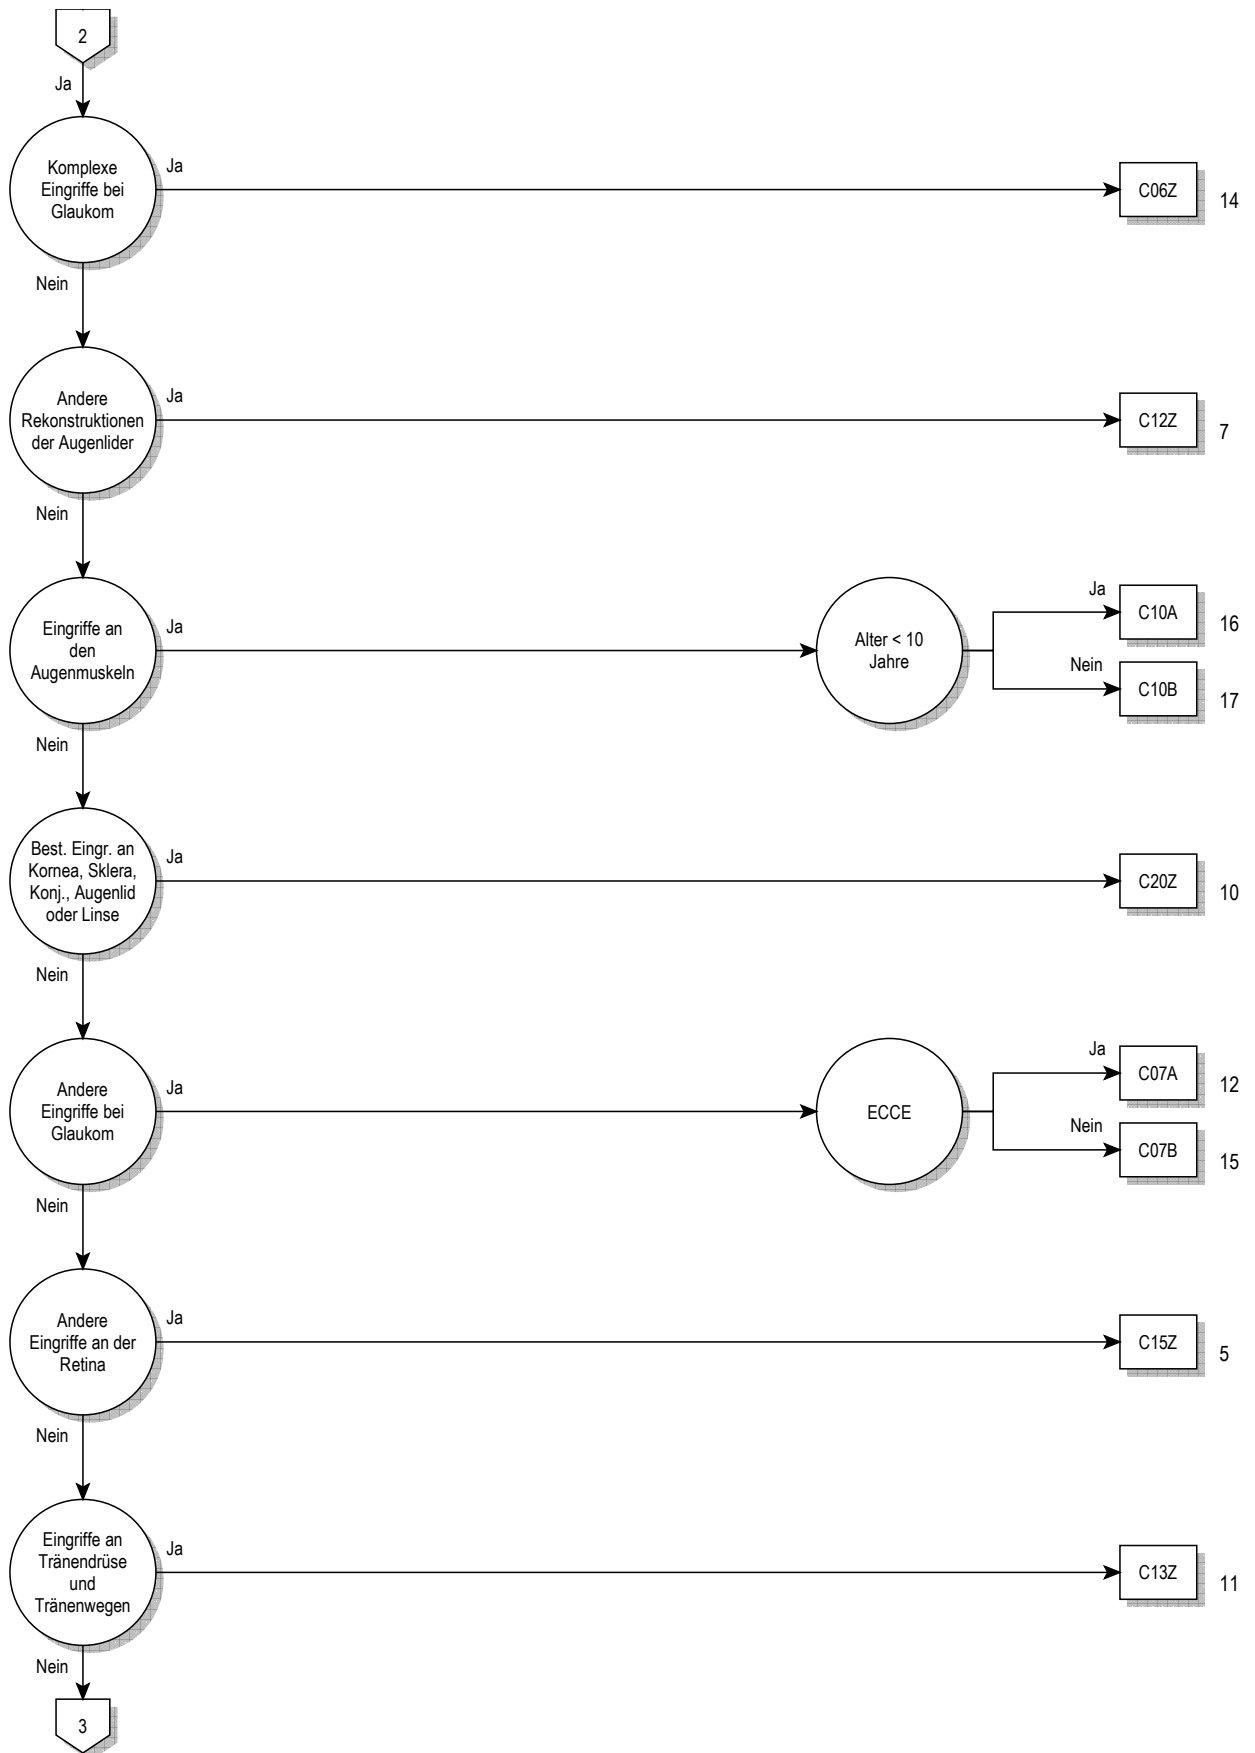 2
Ja
Komplexe
Eingriffe bei
Glaukom
Ja
C06Z
14
Nein
Andere
Rekonstruktionen
der Augenlider
Ja
C12Z
7
Nein
Eingriffe an
den
Augenmuskeln
Ja
Alter < 10
Jahre
Ja
C10A
16
Nein
C10B
17
Nein
Best. Eingr. an
Kornea, Sklera,
Konj., Augenlid
oder Linse
Ja
C20Z
10
Nein
Andere
Eingriffe bei
Glaukom
Ja
ECCE
Ja
C07A
12
Nein
C07B
15
Nein
Andere
Eingriffe an der
Retina
Ja
C15Z
5
Nein
Eingriffe an
Tränendrüse
und
Tränenwegen
Ja
C13Z
11
Nein
3